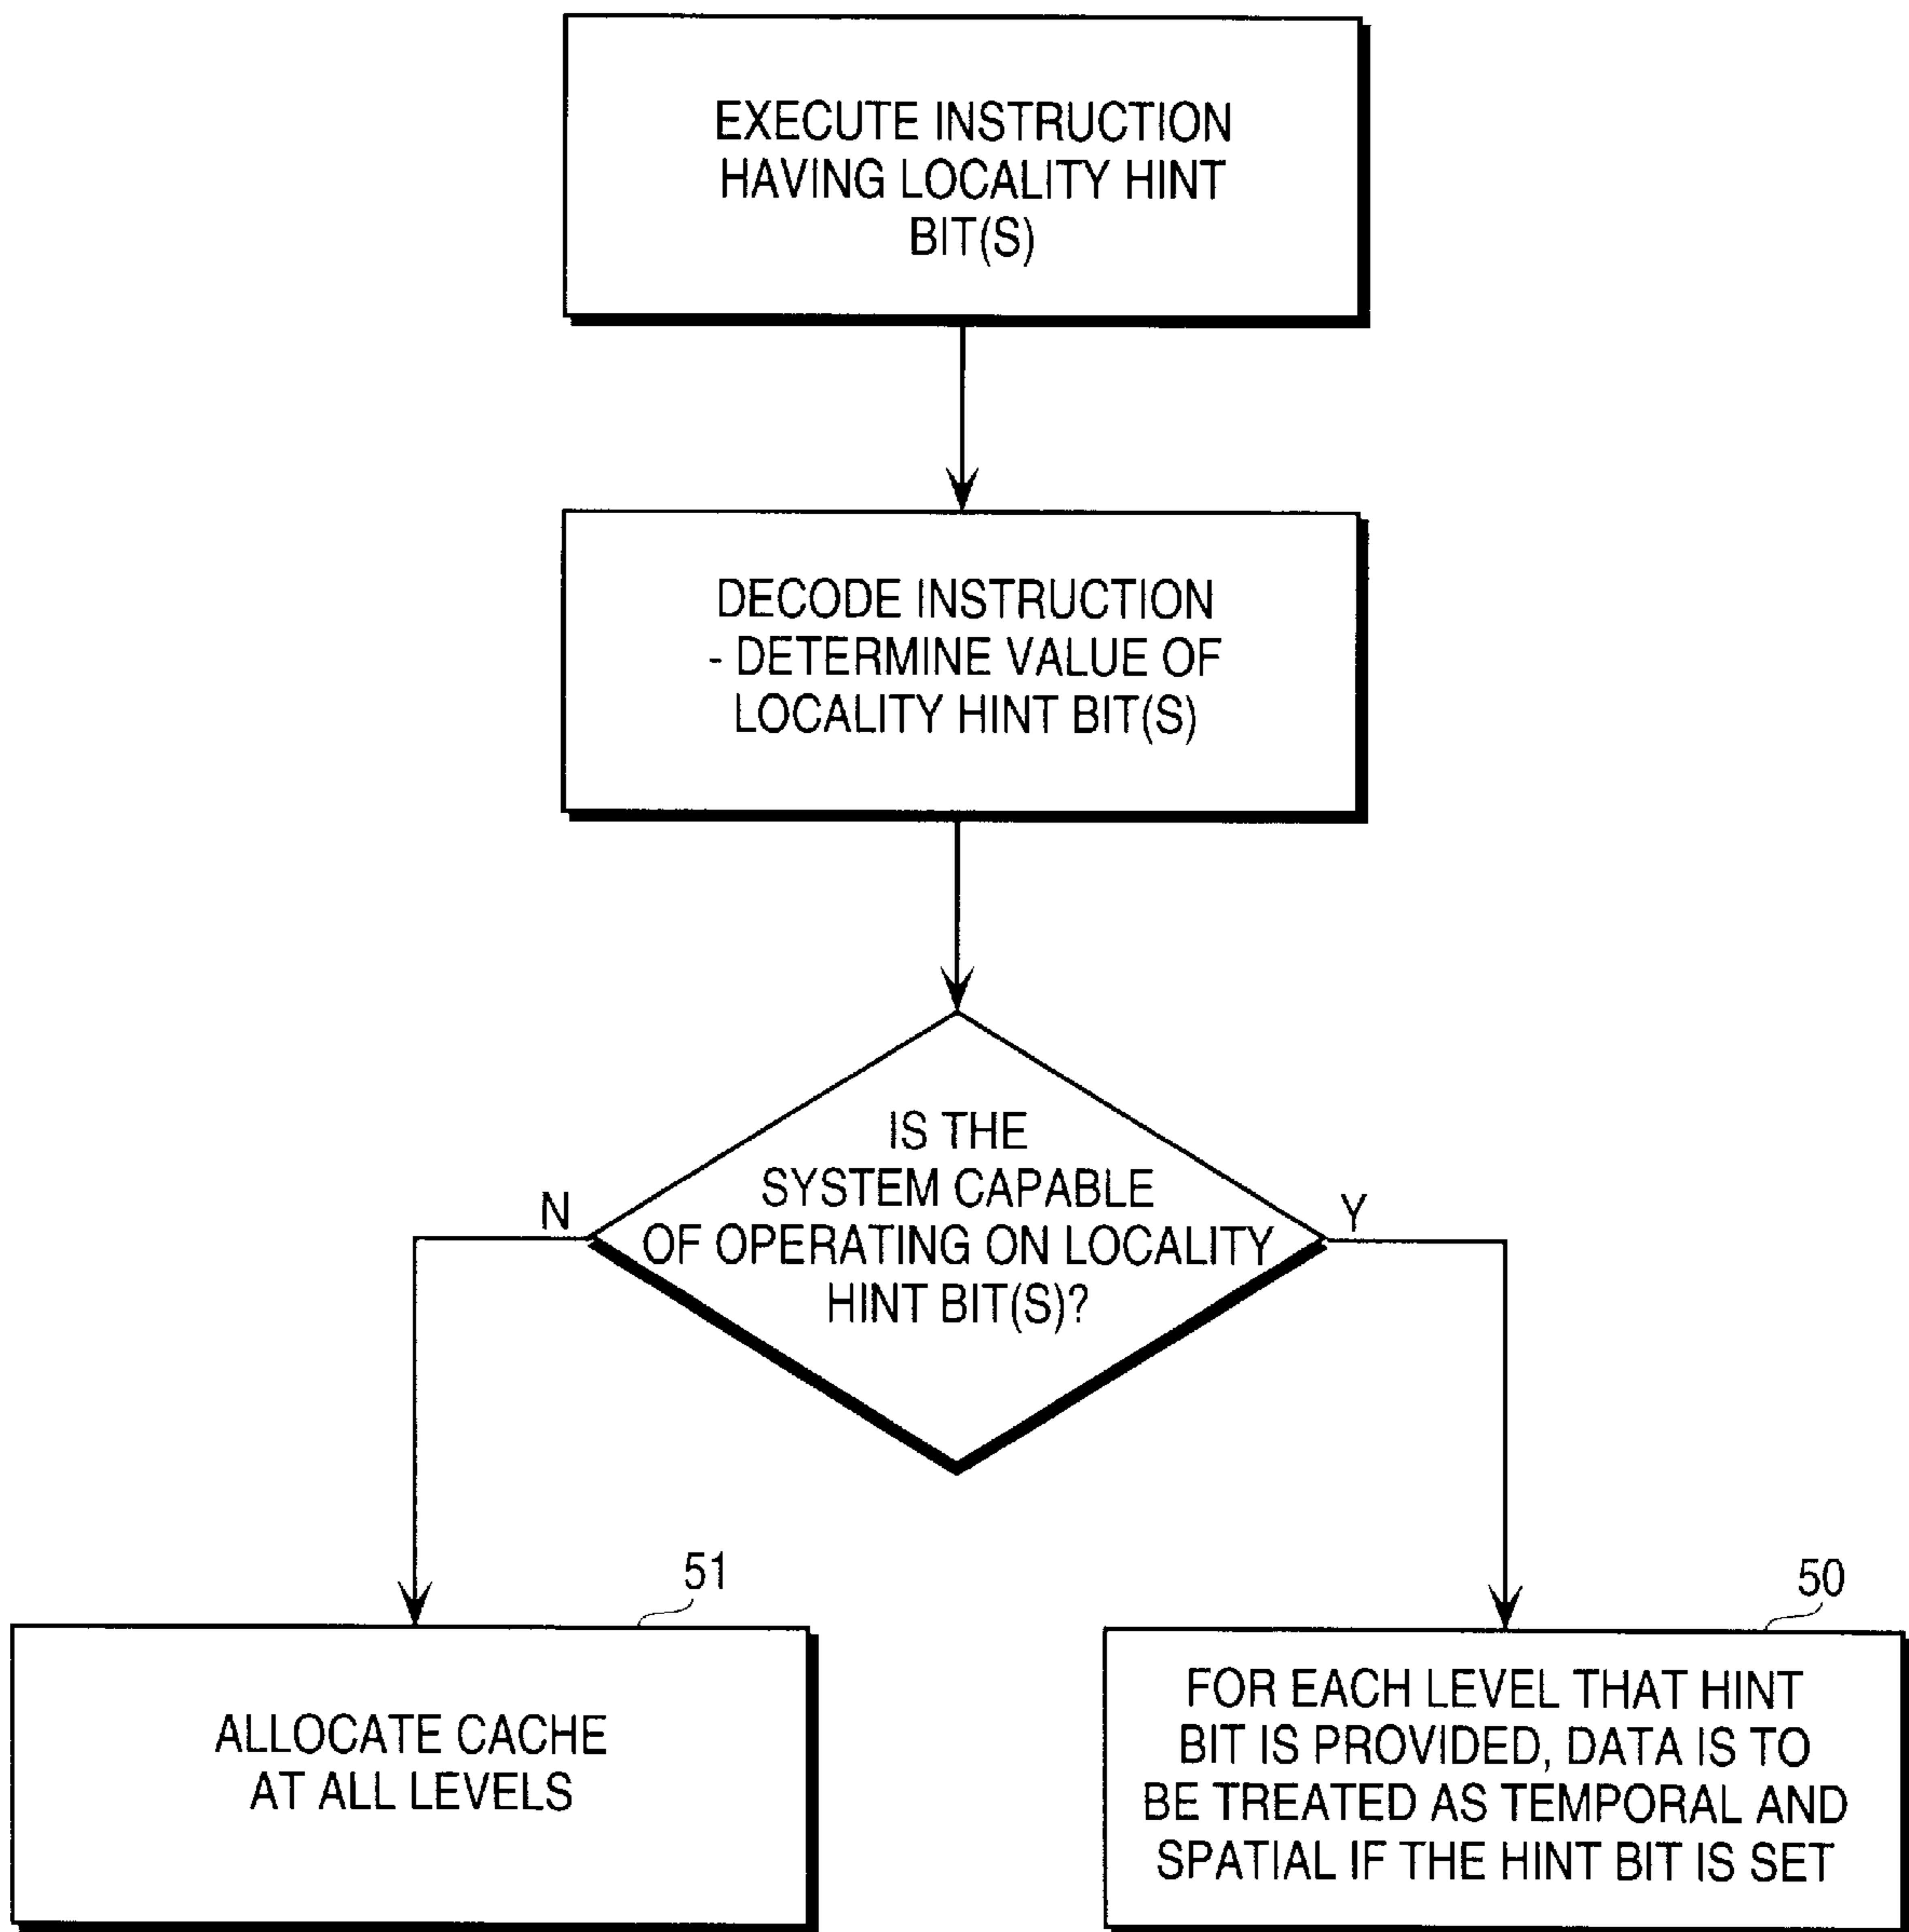 EXECUTE INSTRUCTION
HAVING LOCALITY HINT
BIT(S)
DECODE INSTRUCTION
- DETERMINE VALUE OF
LOCALITY HINT BIT(S)
IS THE
SYSTEM CAPABLE
OF OPERATING ON LOCALITY
HINT BIT(S)?
N
Y
51
ALLOCATE CACHE
AT ALL LEVELS
50
FOR EACH LEVEL THAT HINT
BIT IS PROVIDED, DATA IS TO
BE TREATED AS TEMPORAL AND
SPATIAL IF THE HINT BIT IS SET